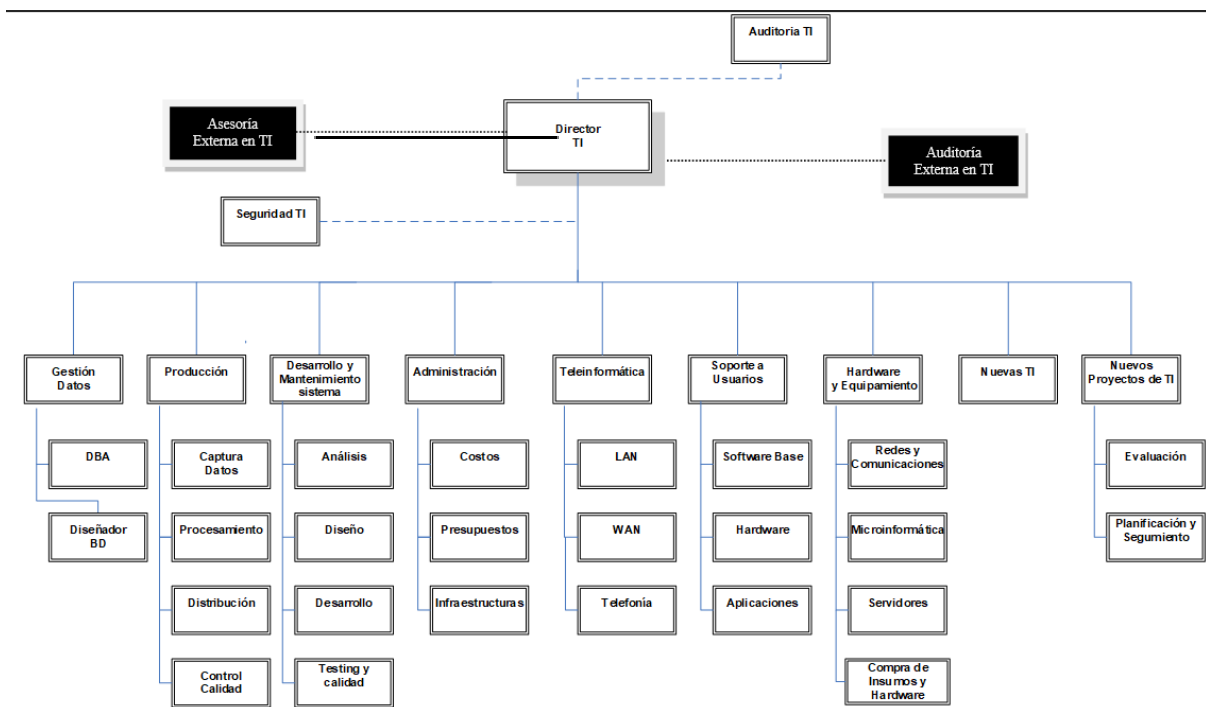 Auditoria TI
Asesoría
Externa en TI
Director
TI
Auditoría
Externa en TI
Seguridad TI
Gestión
Datos
Producción
Desarrollo y
Mantenimiento
sistema
Administración
Teleinformática
Soporte a
Usuarios
Hardware
y Equipamiento
Nuevas TI
Nuevos
Proyectos de TI
DBA
Captura
Datos
Análisis
Costos
LAN
Software Base
Redes y
Comunicaciones
Evaluación
Diseñador
BD
Procesamiento
Diseño
Presupuestos
WAN
Hardware
Microinformática
Planificación y
Segumiento
Distribución
Desarrollo
Infraestructuras
Telefonía
Aplicaciones
Servidores
Control
Calidad
Testing y
calidad
Compra de
Insumos y
Hardware